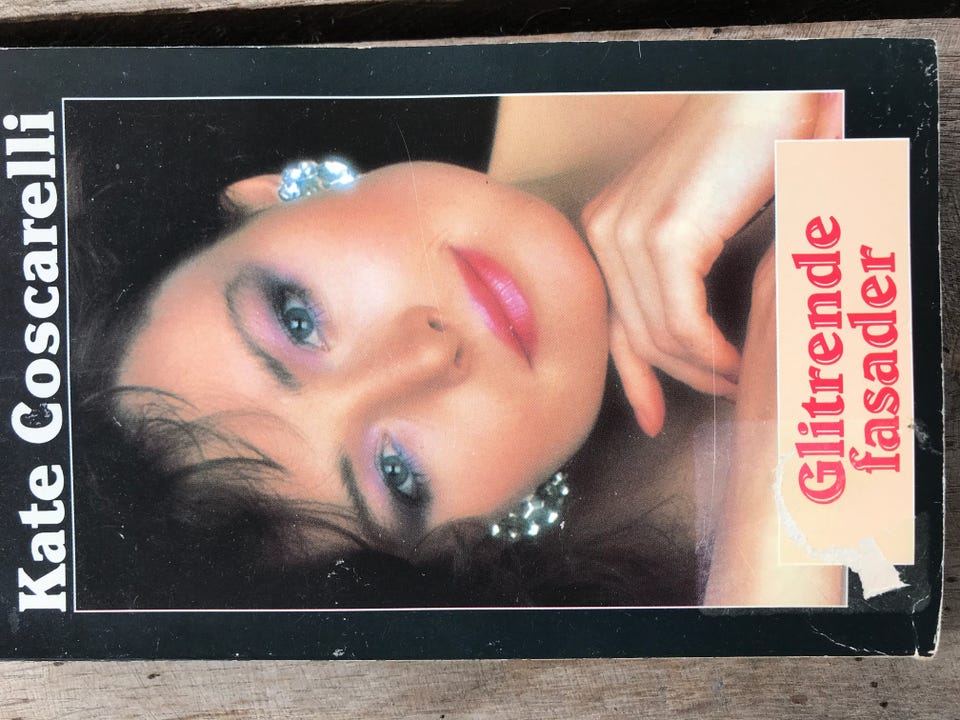 Kate Coscarelli
Glitrende
fasader